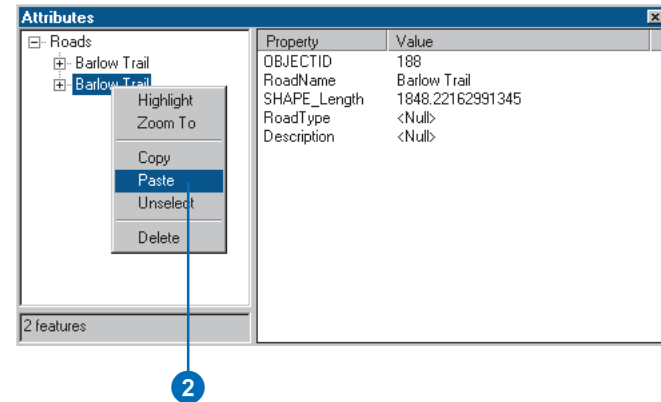 Attributes
Roads
Barlow Trail
Barlow Trail
Highlight
Zoom To
Copy
Paste
Unselect
Delete
2 features
Property Value
OBJECTID 188
RoadName Barlow Trail
SHAPE_Length 1848.22162991345
RoadType <Null>
Description <Null>
2